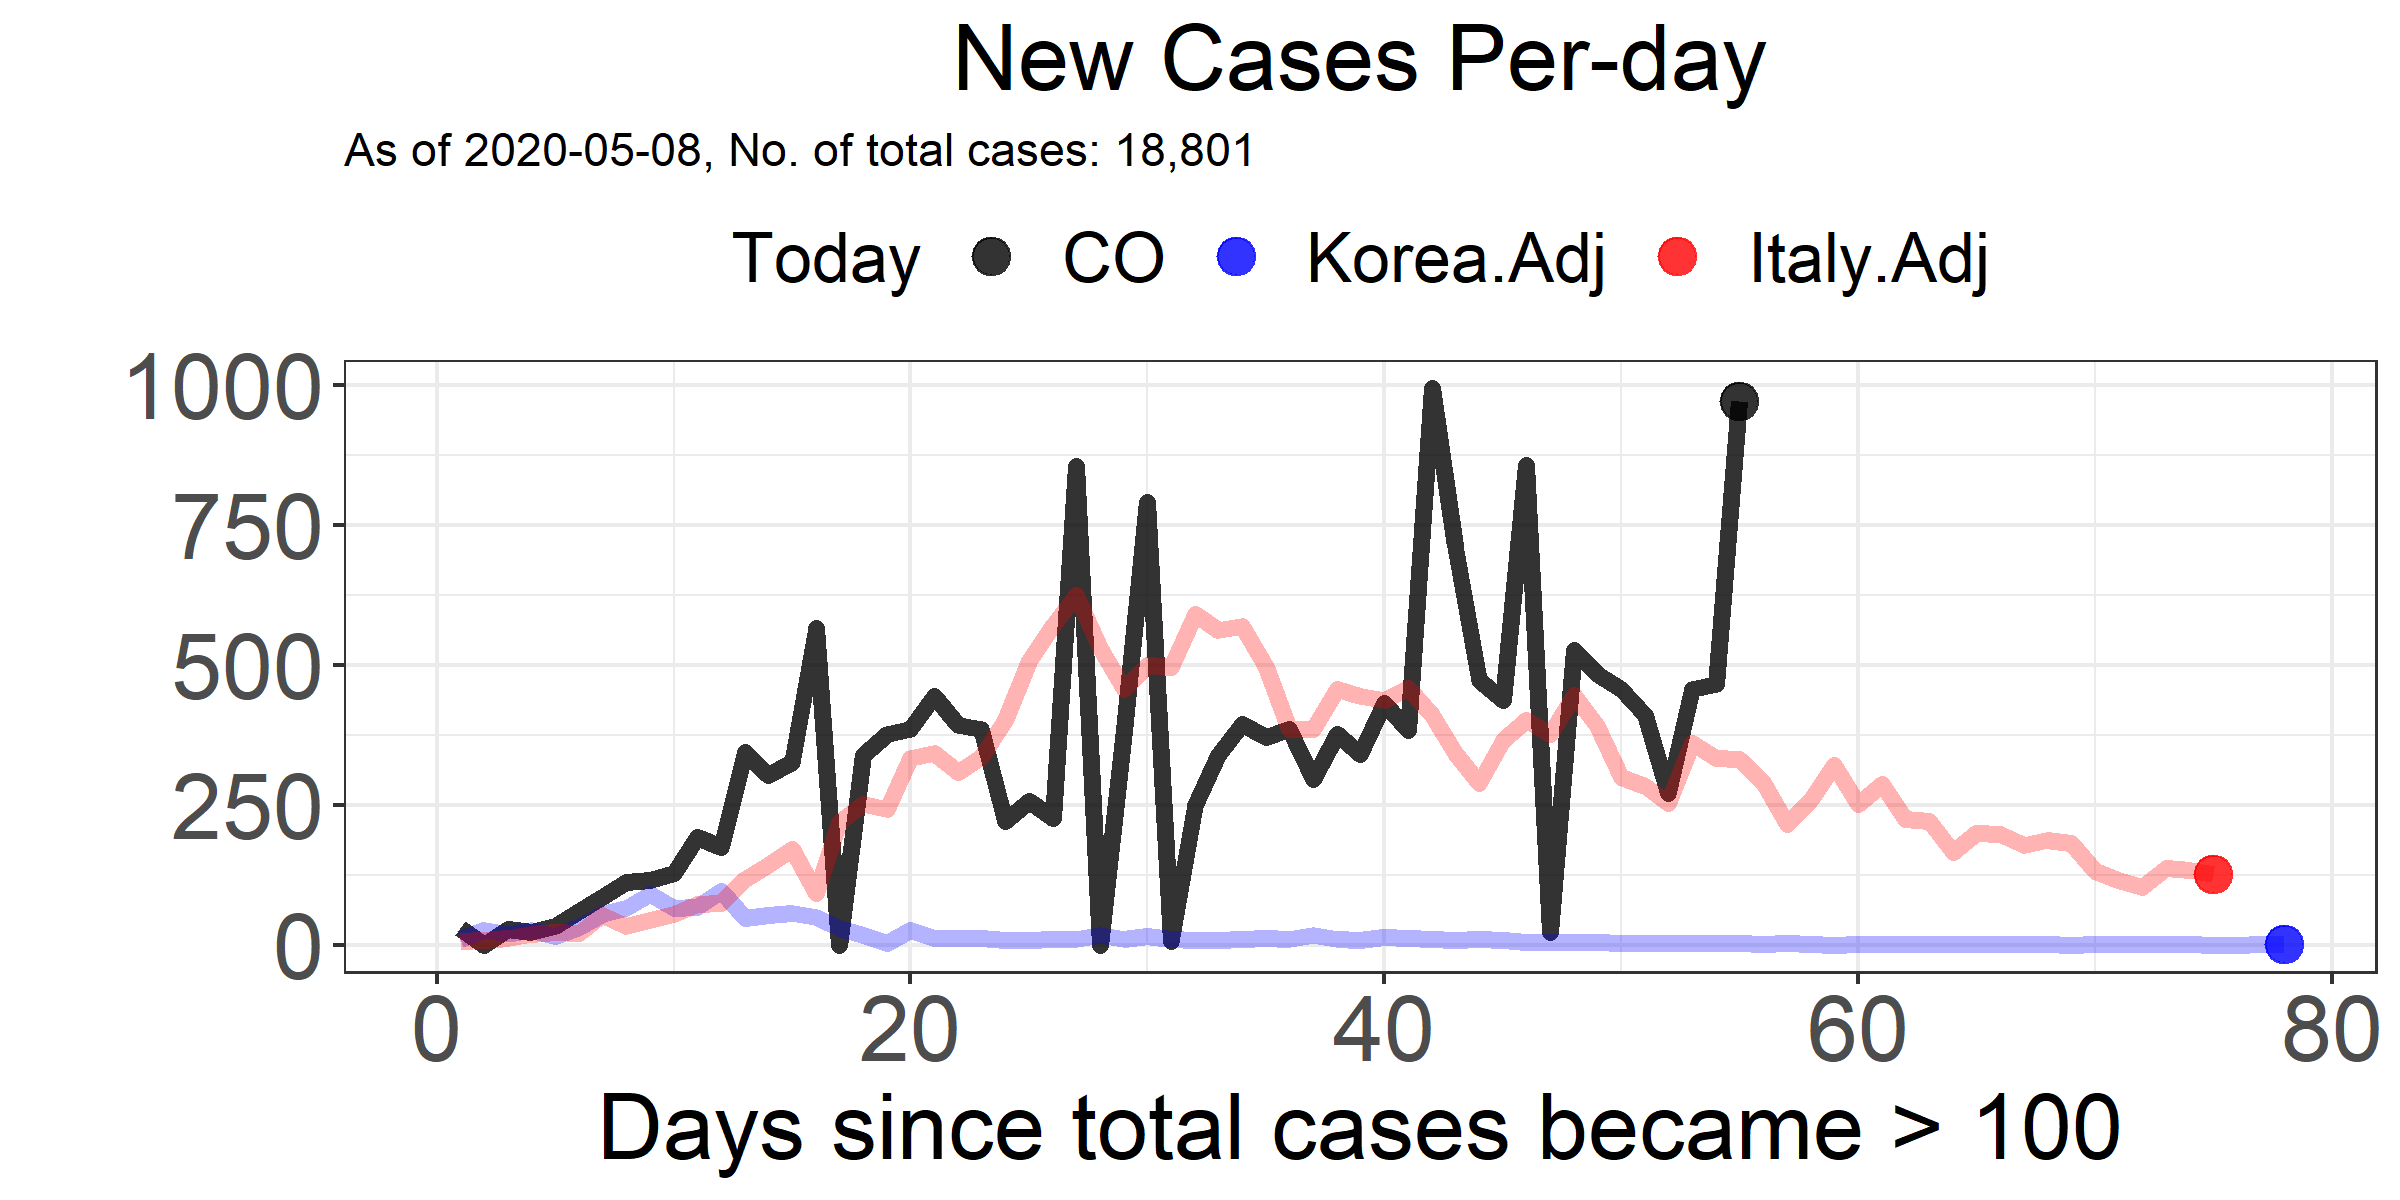 New Cases Per-day
As of 2020-05-08, No. of total cases: 18,801
Today CO Korea.Adj Italy.Adj
1000
750
500
250
0
0 20 40 60 80
Days since total cases became > 100